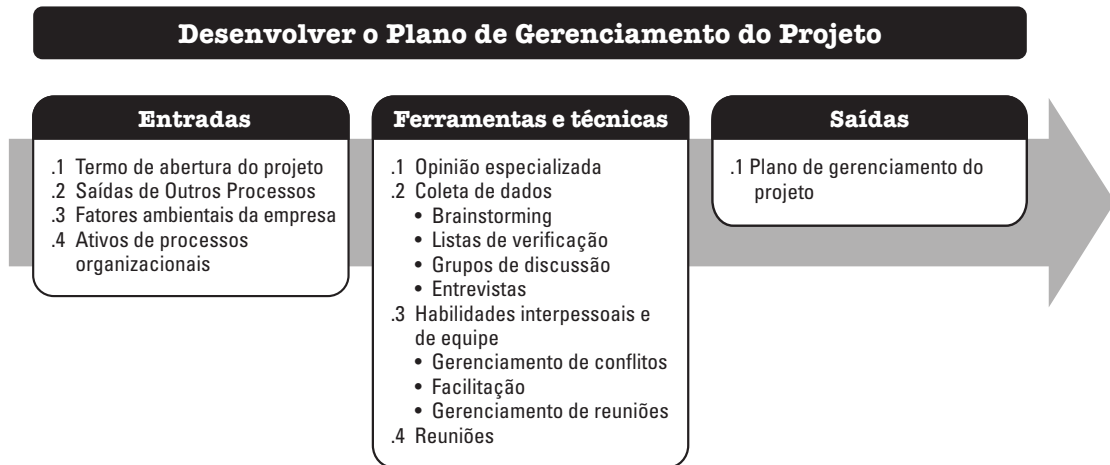 Desenvolver o Plano de Gerenciamento do Projeto
Entradas
.1 Termo de abertura do projeto
.2 Saídas de Outros Processos
.3 Fatores ambientais da empresa
.4 Ativos de processos
organizacionais
Ferramentas e técnicas
.1 Opinião especializada
.2 Coleta de dados
• Brainstorming
• Listas de verificação
• Grupos de discussão
• Entrevistas
.3 Habilidades interpessoais e
de equipe
• Gerenciamento de conflitos
• Facilitação
• Gerenciamento de reuniões
.4 Reuniões
Saídas
.1 Plano de gerenciamento do
projeto